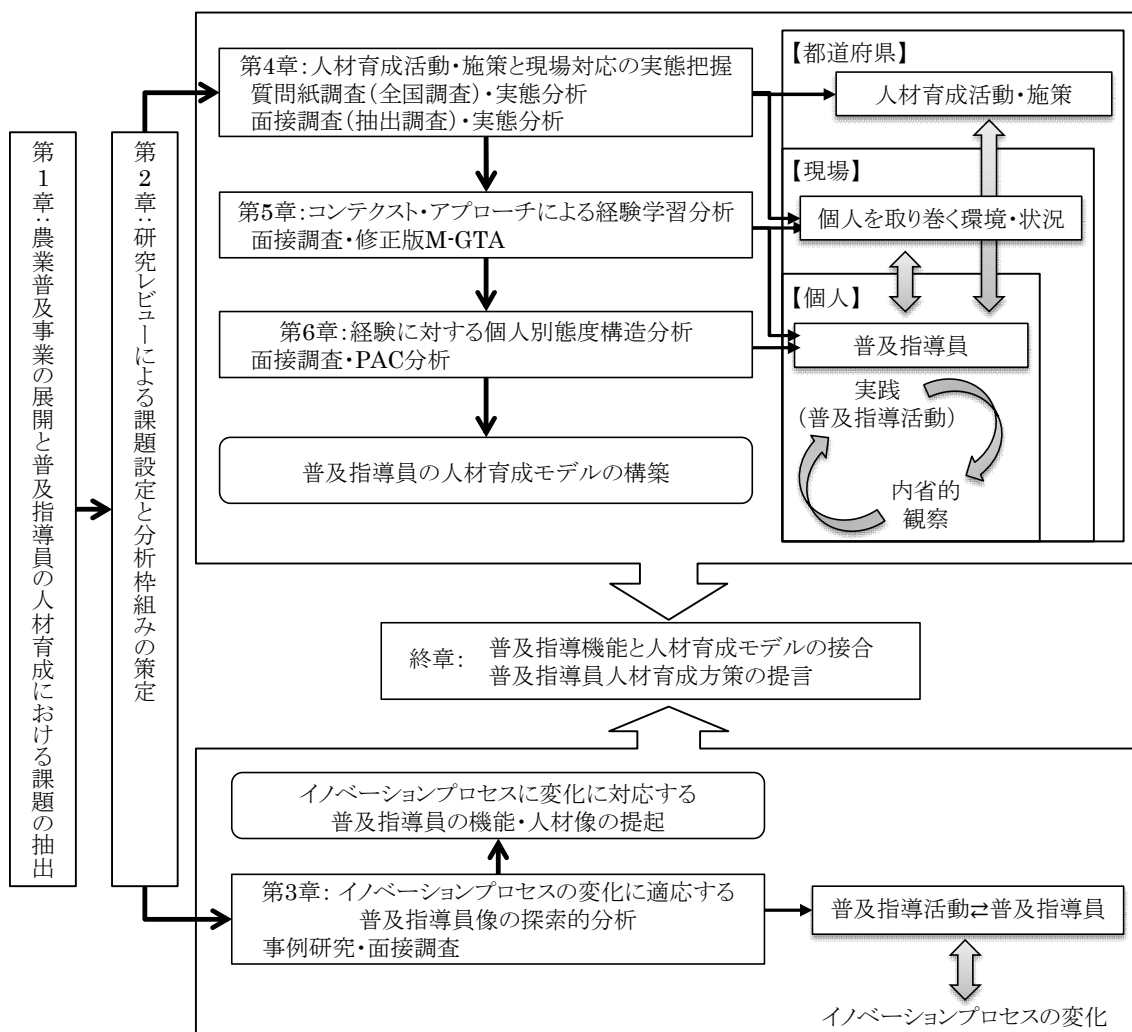 第1章:農業普及事業の展開と普及指導員の人材育成における課題の抽出
第2章:研究レビューによる課題設定と分析枠組みの策定
第4章:人材育成活動・施策と現場対応の実態把握
質問紙調査(全国調査)・実態分析
面接調査(抽出調査)・実態分析
第5章:コンテクスト・アプローチによる経験学習分析
面接調査・修正版M-GTA
第6章:経験に対する個人別態度構造分析
面接調査・PAC分析
普及指導員の人材育成モデルの構築
【都道府県】
人材育成活動・施策
【現場】
個人を取り巻く環境・状況
【個人】
普及指導員
実践
(普及指導活動)
内省的
観察
終章: 普及指導機能と人材育成モデルの接合
普及指導員人材育成方策の提言
イノベーションプロセスに変化に対応する
普及指導員の機能・人材像の提起
第3章:イノベーションプロセスの変化に適応する
普及指導員像の探索的分析
事例研究・面接調査
普及指導活動⇄普及指導員
イノベーションプロセスの変化